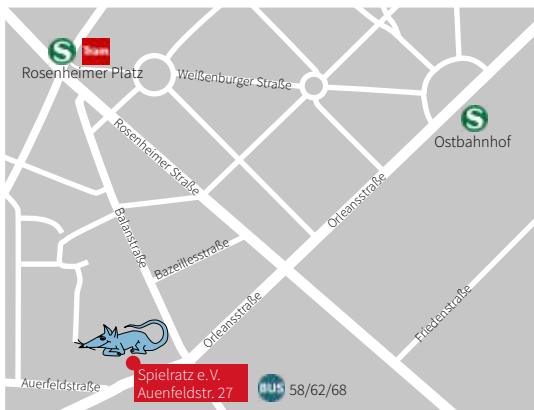 S
Tram
Rosenheimer Platz
Weißenburger Straße
S
Ostbahnhof
Rosenheimer Straße
Orleansstraße
Balanstraße
Bazeillesstraße
Orleansstraße
Friedenstraße
Auerfeldstraße
Spielratz e.V.
Auenfeldstr. 27
BUS 58/62/68